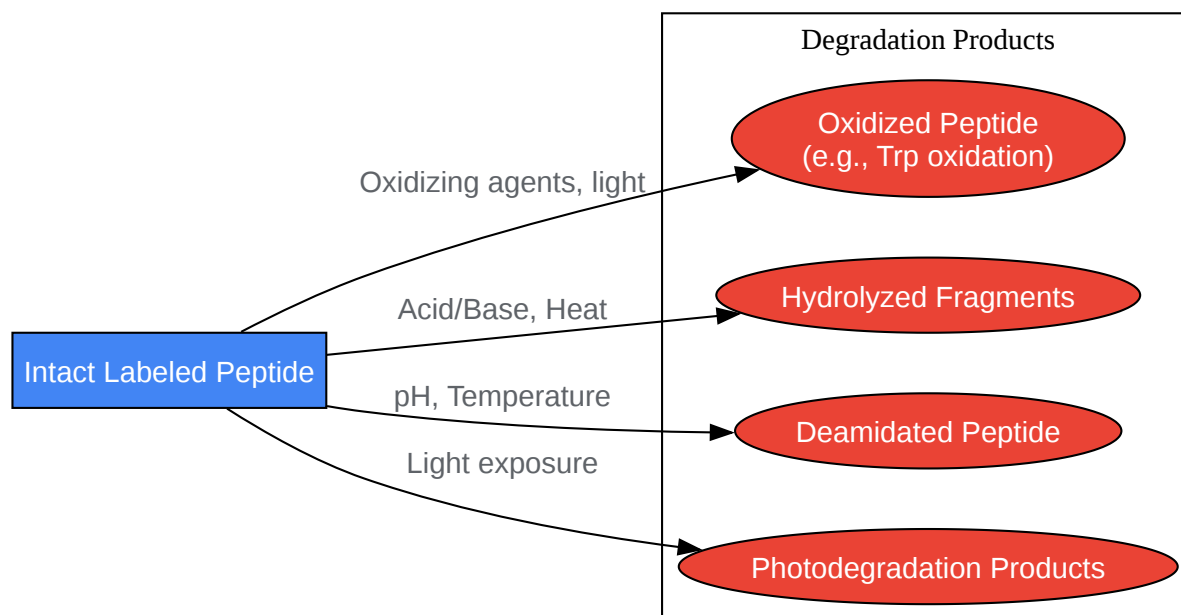 Degradation Products
Oxidized Peptide
(e.g., Trp oxidation)
Oxidizing agents, light
Acid/Base, Heat
Hydrolyzed Fragments
Intact Labeled Peptide
pH, Temperature
Deamidated Peptide
Light exposure
Photodegradation Products